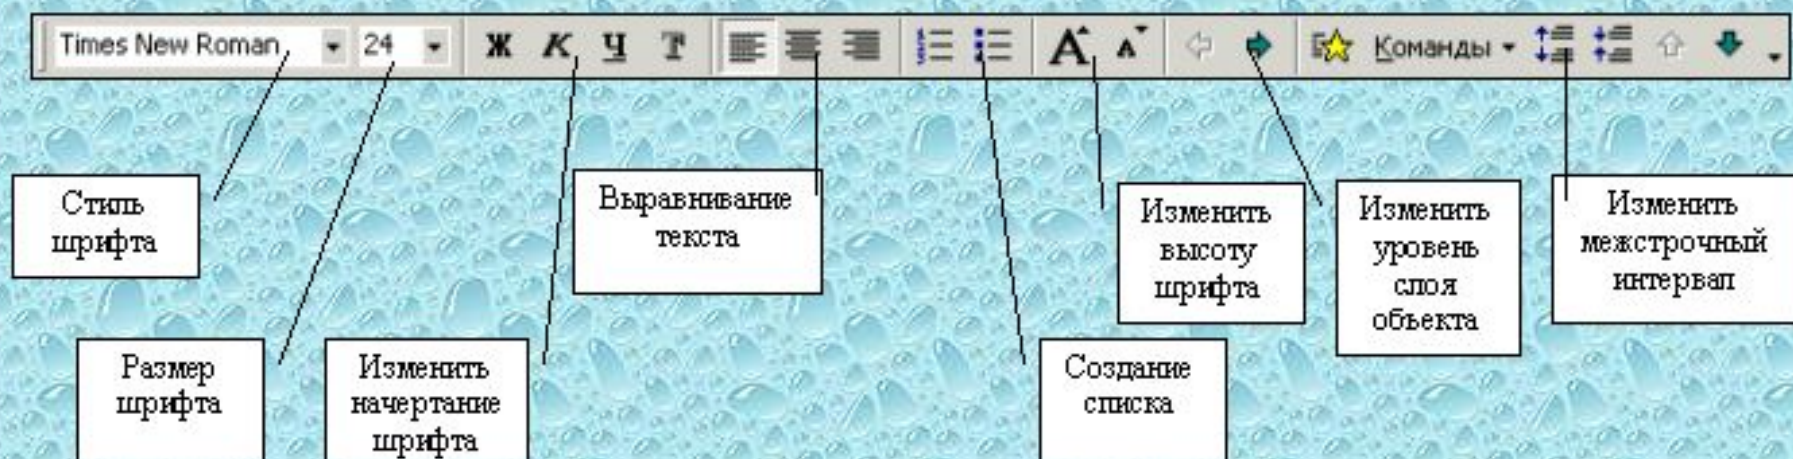 Times New Roman 24 Ж К Ч Т А А Команды
Стиль
шрифта
Размер
шрифта
Изменить
начертание
шрифта
Выравнивание
текста
Создание
списка
Изменить
высоту
шрифта
Изменить
уровень
слоя
объекта
Изменить
межстрочный
интервал